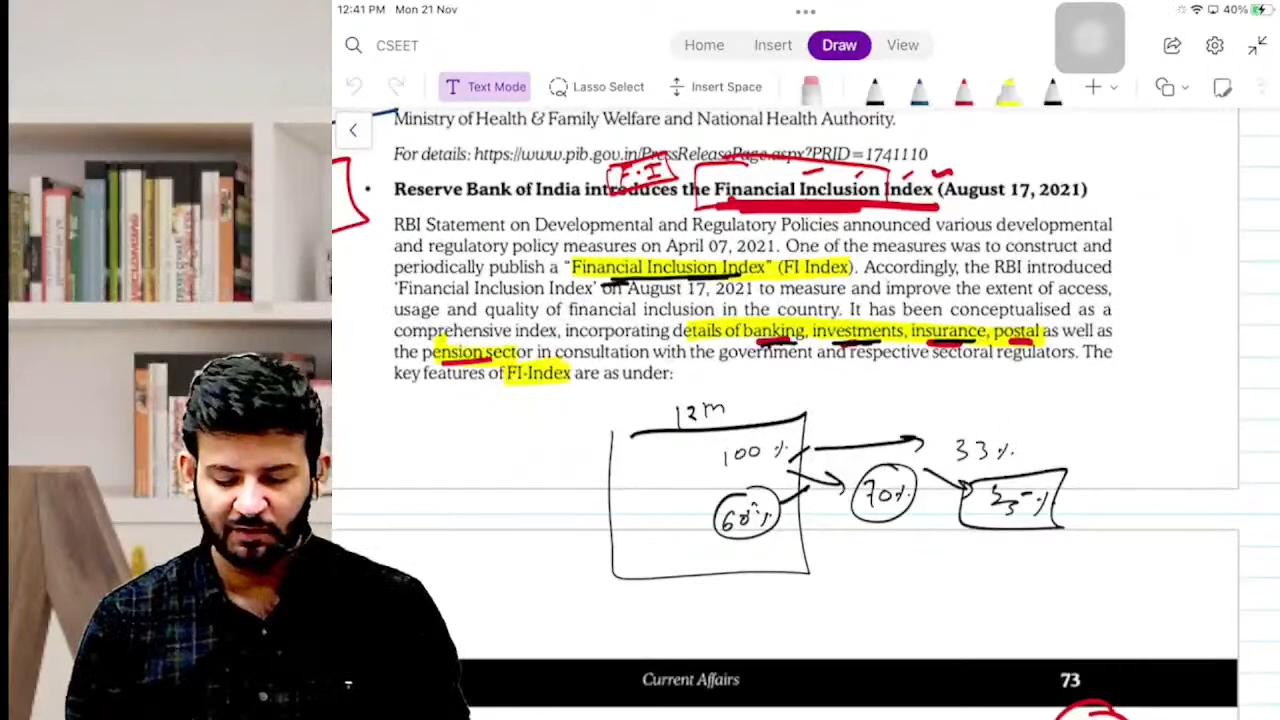 12:41 PM Mon 21 Nov
40%
CSEET
Home Insert Draw View
Text Mode Lasso Select Insert Space
Ministry of Health & Family Welfare and National Health Authority.
For details: https://www.pib.gov.in/PressReleasePage.aspx?PRID=1741110
F.I
• Reserve Bank of India introduces the Financial Inclusion Index (August 17, 2021)
RBI Statement on Developmental and Regulatory Policies announced various developmental
and regulatory policy measures on April 07, 2021. One of the measures was to construct and
periodically publish a “Financial Inclusion Index” (FI Index). Accordingly, the RBI introduced
‘Financial Inclusion Index’ on August 17, 2021 to measure and improve the extent of access,
usage and quality of financial inclusion in the country. It has been conceptualised as a
comprehensive index, incorporating details of banking, investments, insurance, postal as well as
the pension sector in consultation with the government and respective sectoral regulators. The
key features of FI-Index are as under:
12 m
100 % 33 %
60 % 70 %
Current Affairs 73